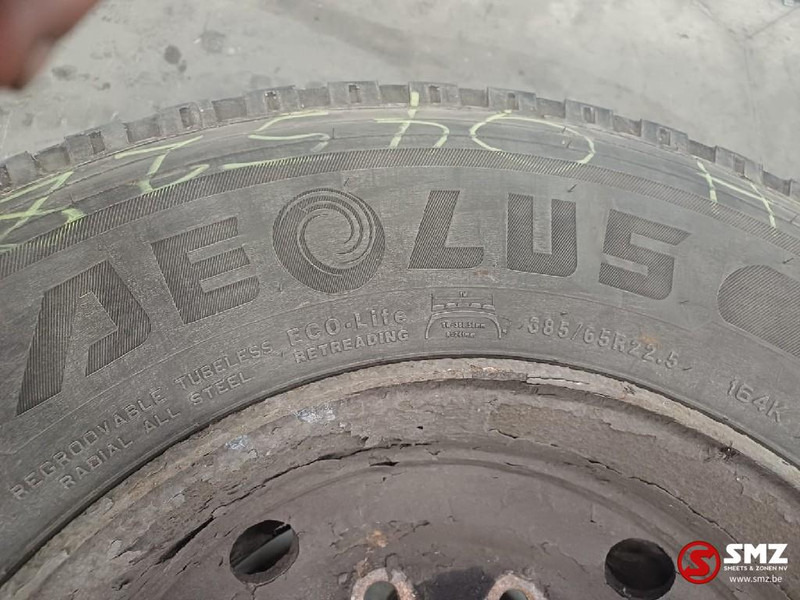 AEOLUS
REGROOVABLE TUBELESS
RADIAL ALL STEEL
ECO-Life
RETREADING
385/65R22.5
164K
SMZ
SMEETS & ZONEN NV
www.smz.be